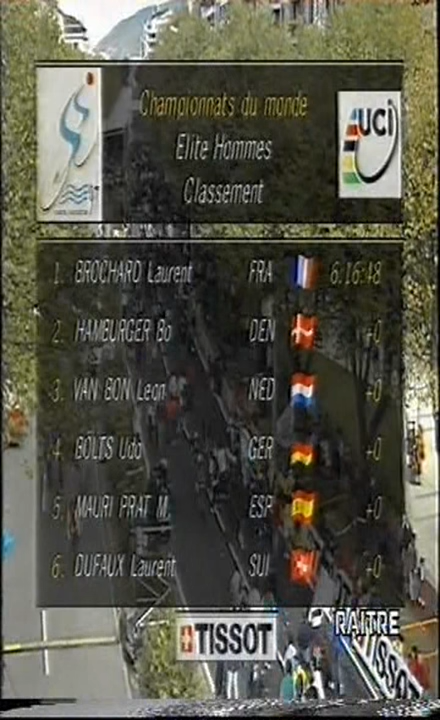 Championnats du monde
Elite Hommes
Classement
UCI
1. BROCHARD Laurent FRA 6:16:48
2. HAMBURGER Bo DEN +0
3. VAN BON Leon NED +0
4. BOLTS Udo GER +0
5. MAURI PRAT M. ESP +0
6. DUFAUX Laurent SUI +0
TISSOT
RAITRE